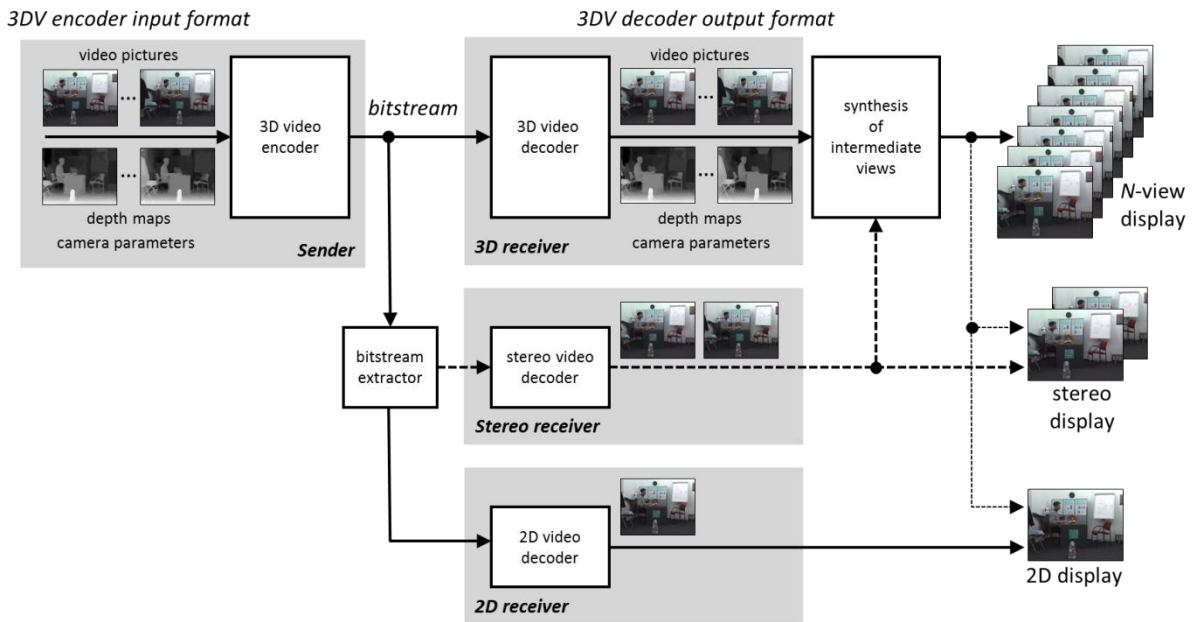 3DV encoder input format
3DV decoder output format
video pictures
...
3D video
encoder
...
depth maps
camera parameters
Sender
bitstream
video pictures
...
3D video
decoder
...
depth maps
camera parameters
3D receiver
synthesis
of
intermediate
views
N-view
display
bitstream
extractor
stereo video
decoder
Stereo receiver
stereo
display
2D video
decoder
2D receiver
2D display